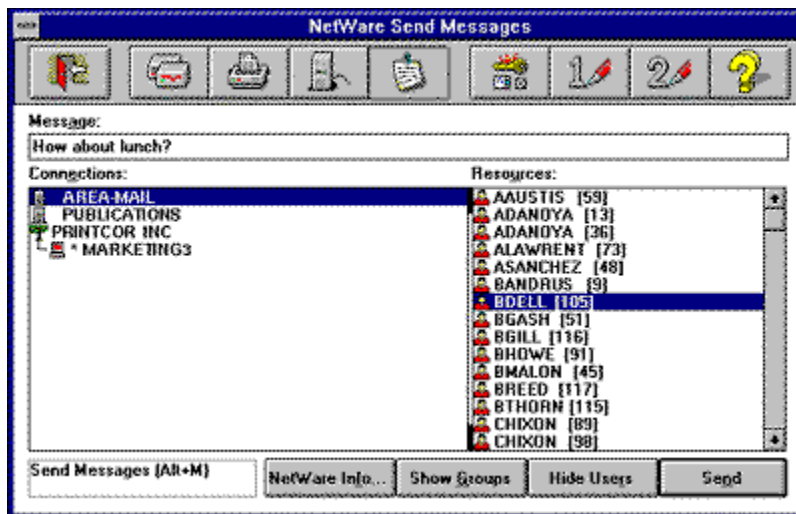 NetWare Send Messages
1
2
?
Message:
How about lunch?
Connections:
Resources:
AREA-MAIL
PUBLICATIONS
PRINTCOR INC
* MARKETING3
AAUSTIS [59]
ADANOYA [13]
ADANOYA [36]
ALAWRENT [73]
ASANCHEZ [48]
BANDRUS [9]
BDELL [105]
BGASH [51]
BGILL [116]
BHOWE [91]
BMALON [45]
BREED [117]
BTHORN [115]
CHIXON [89]
CHIXON [98]
Send Messages (Alt+M)
NetWare Info...
Show Groups
Hide Users
Send